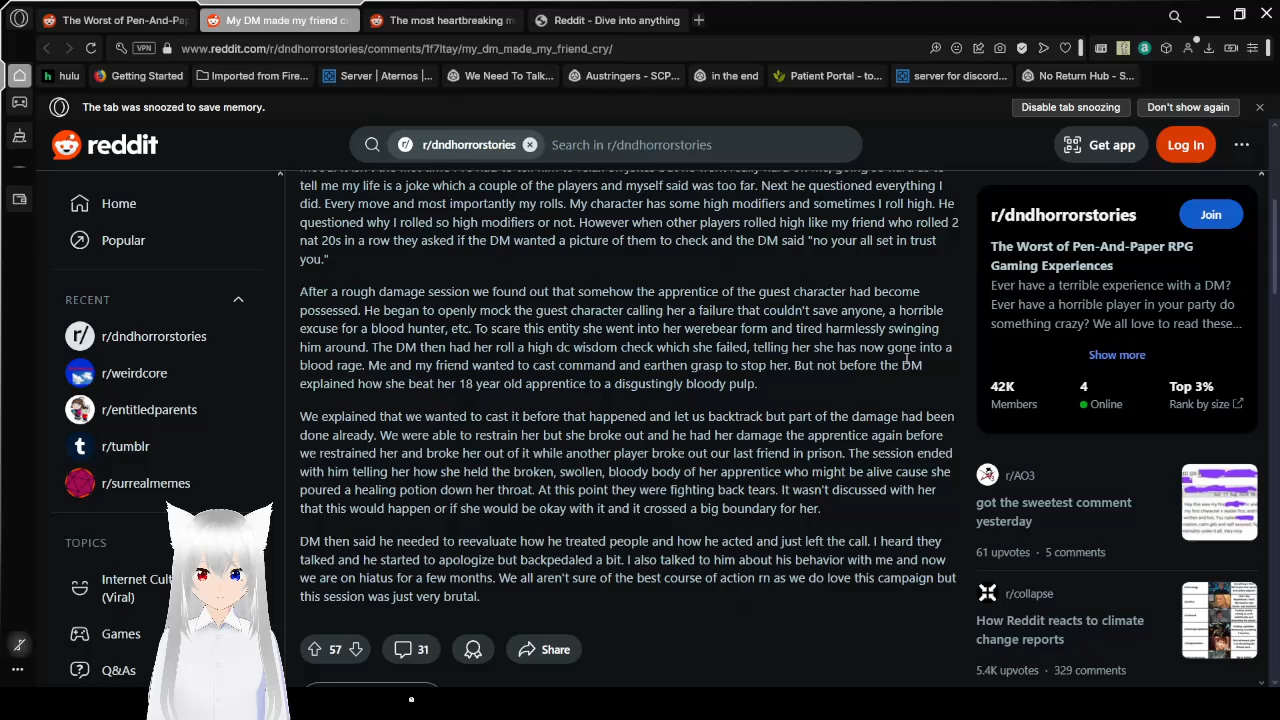 The Worst of Pen-And-Pa
My DM made my friend cr
The most heartbreaking m
Reddit - Dive into anything
VPN
www.reddit.com/r/dndhorrorstories/comments/1f7ltay/my_dm_made_my_friend_cry/
hulu
Getting Started
Imported from Fire...
Server | Aternos |...
We Need To Talk...
Austringers - SCP...
in the end
Patient Portal - to...
server for discord...
No Return Hub - S...
The tab was snoozed to save memory.
Disable tab snoozing
Don't show again
reddit
r/dndhorrorstories
Search in r/dndhorrorstories
Get app
Log In
Home
Popular
RECENT
r/dndhorrorstories
r/weirdcore
r/entitledparents
r/tumblr
r/surrealmemes
TOPICS
Internet Cult
(Viral)
Games
Q&As
tell me my life is a joke which a couple of the players and myself said was too far. Next he questioned everything I
did. Every move and most importantly my rolls. My character has some high modifiers and sometimes I roll high. He
questioned why I rolled so high modifiers or not. However when other players rolled high like my friend who rolled 2
nat 20s in a row they asked if the DM wanted a picture of them to check and the DM said "no your all set in trust
you."
After a rough damage session we found out that somehow the apprentice of the guest character had become
possessed. He began to openly mock the guest character calling her a failure that couldn't save anyone, a horrible
excuse for a blood hunter, etc. To scare this entity she went into her werebear form and tired harmlessly swinging
him around. The DM then had her roll a high dc wisdom check which she failed, telling her she has now gone into a
blood rage. Me and my friend wanted to cast command and earthen grasp to stop her. But not before the DM
explained how she beat her 18 year old apprentice to a disgustingly bloody pulp.
We explained that we wanted to cast it before that happened and let us backtrack but part of the damage had been
done already. We were able to restrain her but she broke out and he had her damage the apprentice again before
we restrained her and broke her out of it while another player broke out our last friend in prison. The session ended
with him telling her how she held the broken, swollen, bloody body of her apprentice who might be alive cause she
poured a healing potion down her throat. At this point they were fighting back tears. It wasn't discussed with her
that this would happen or if she would be okay with it and it crossed a big boundary for her.
DM then said he needed to reevaluate how he treated people and how he acted and just left the call. I heard they
talked and he started to apologize but backpedaled a bit. I also talked to him about his behavior with me and now
we are on hiatus for a few months. We all aren't sure of the best course of action rn as we do love this campaign but
this session was just very brutal.
57
31
Share
r/dndhorrorstories
Join
The Worst of Pen-And-Paper RPG
Gaming Experiences
Ever have a terrible experience with a DM?
Ever have a horrible player in your party do
something crazy? We all love to read these...
Show more
42K
Members
4
Online
Top 3%
Rank by size
r/AO3
got the sweetest comment
yesterday
61 upvotes · 5 comments
r/collapse
How Reddit reacts to climate
change reports
5.4K upvotes · 329 comments